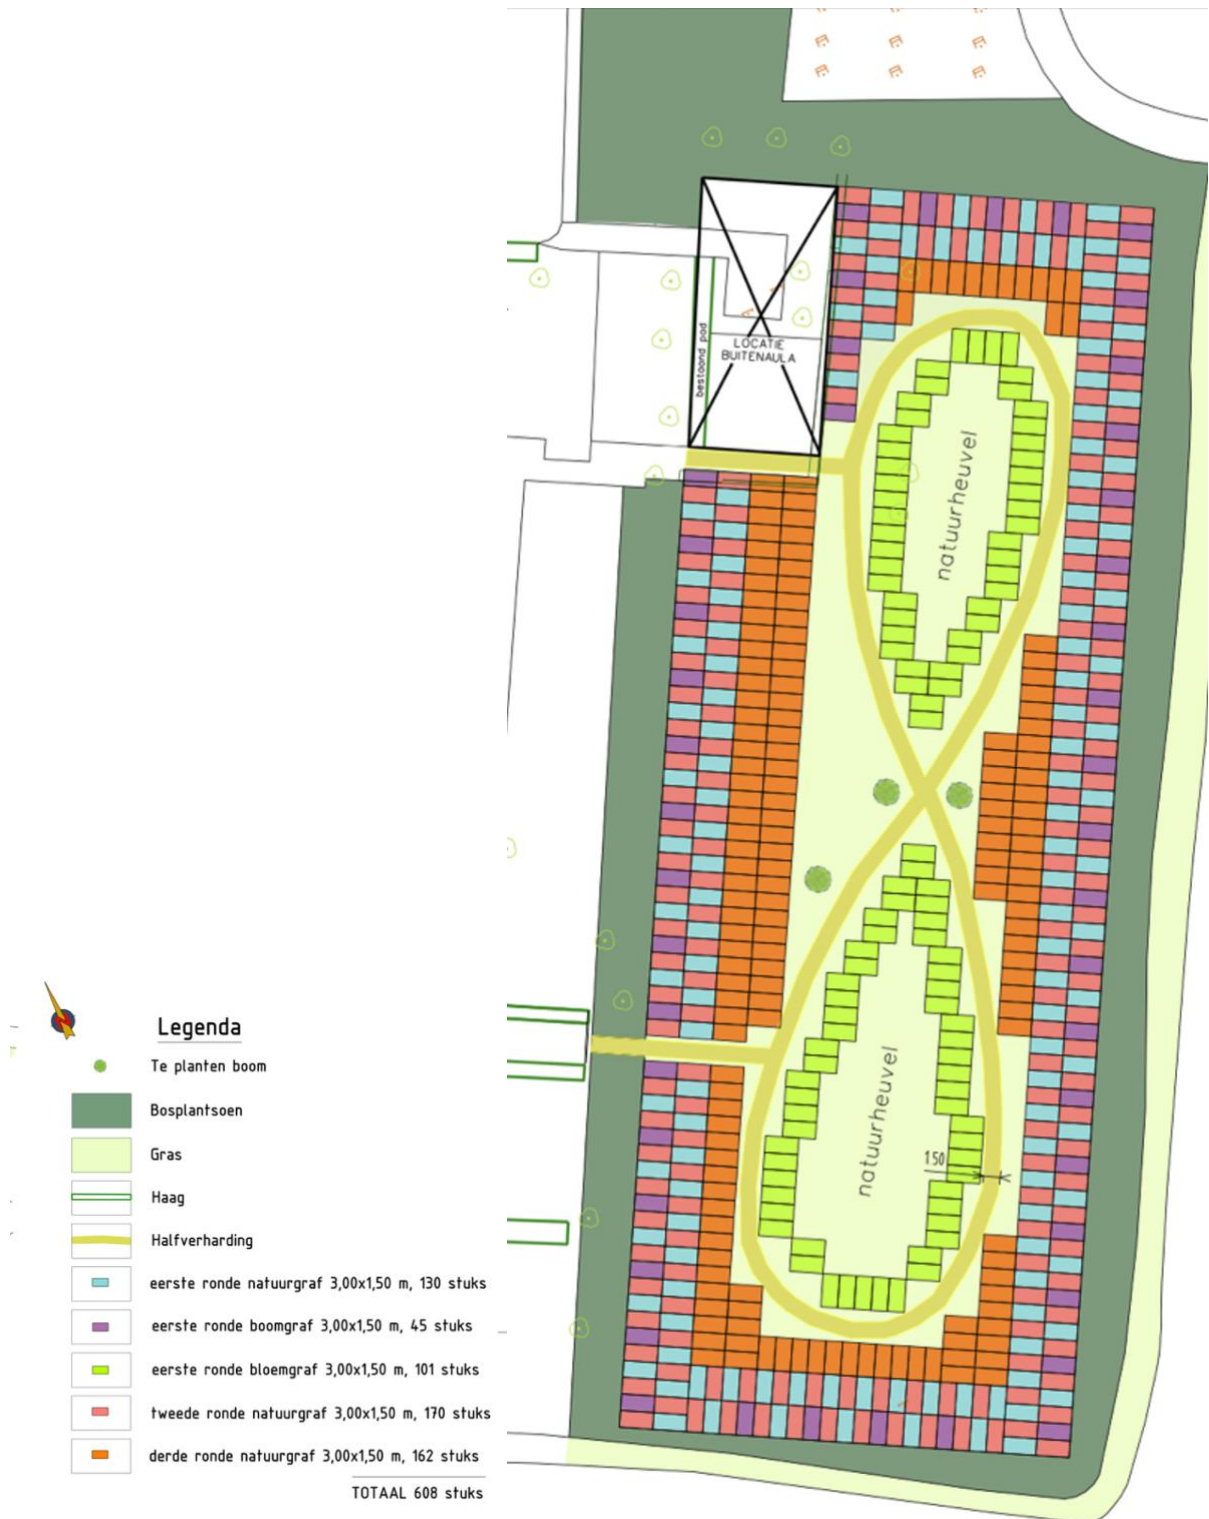 bestaand pad
LOCATIE
BUITENAULA
natuurheuvel
natuurheuvel
150
Legenda
Te planten boom
Bosplantsoen
Gras
Haag
Halfverharding
eerste ronde natuurgraf 3,00x1,50 m, 130 stuks
eerste ronde boomgraf 3,00x1,50 m, 45 stuks
eerste ronde bloemgraf 3,00x1,50 m, 101 stuks
tweede ronde natuurgraf 3,00x1,50 m, 170 stuks
derde ronde natuurgraf 3,00x1,50 m, 162 stuks
TOTAAL 608 stuks